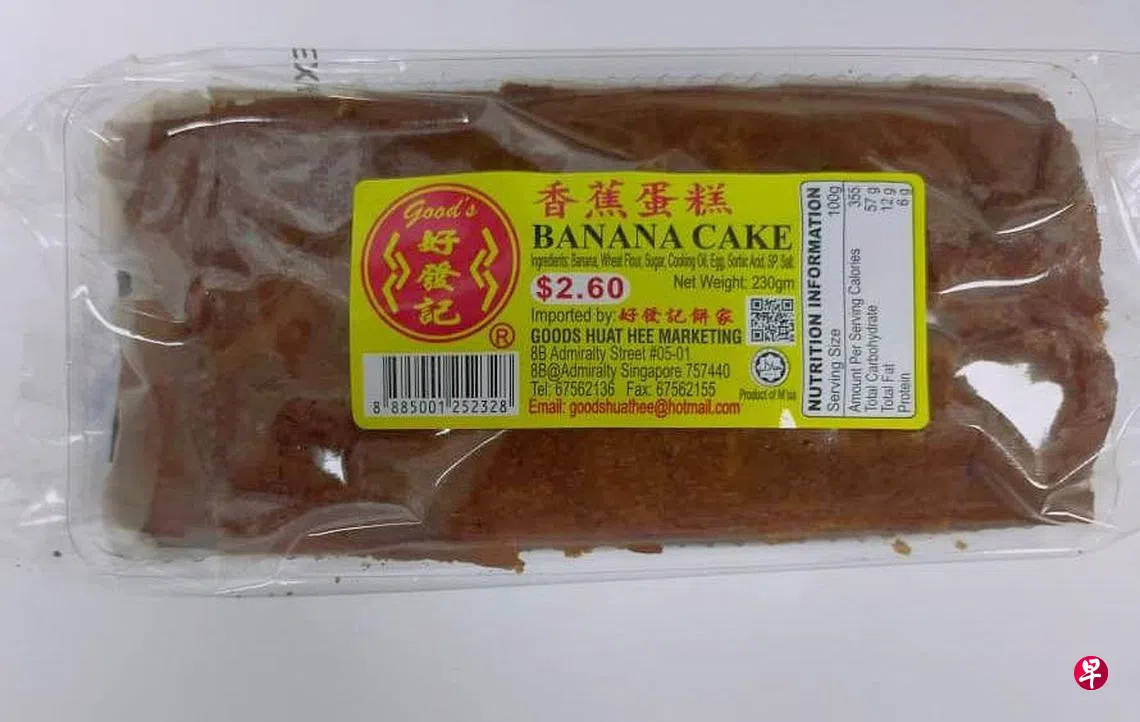 EX
Good's
好
發
記
®
8 885001 252328
香蕉蛋糕
BANANA CAKE
Ingredients: Banana, Wheat Flour, Sugar, Cooking Oil, Egg, Sorbic Acid, SP, Salt.
$2.60
Net Weight: 230gm
Imported by: 好發記餅家
GOODS HUAT HEE MARKETING
8B Admiralty Street #05-01
8B@Admiralty Singapore 757440
Tel: 67562136 Fax: 67562155
Email: goodshuathee@hotmail.com
Product of M'sia
NUTRITION INFORMATION
Serving Size 100g
Amount Per Serving Calories 355
Total Carbohydrate 57 g
Total Fat 12 g
Protein 6 g
早